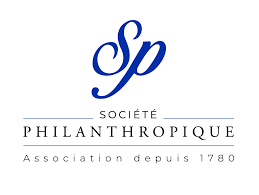 Sp
SOCIÉTÉ
PHILANTHROPIQUE
Association depuis 1780